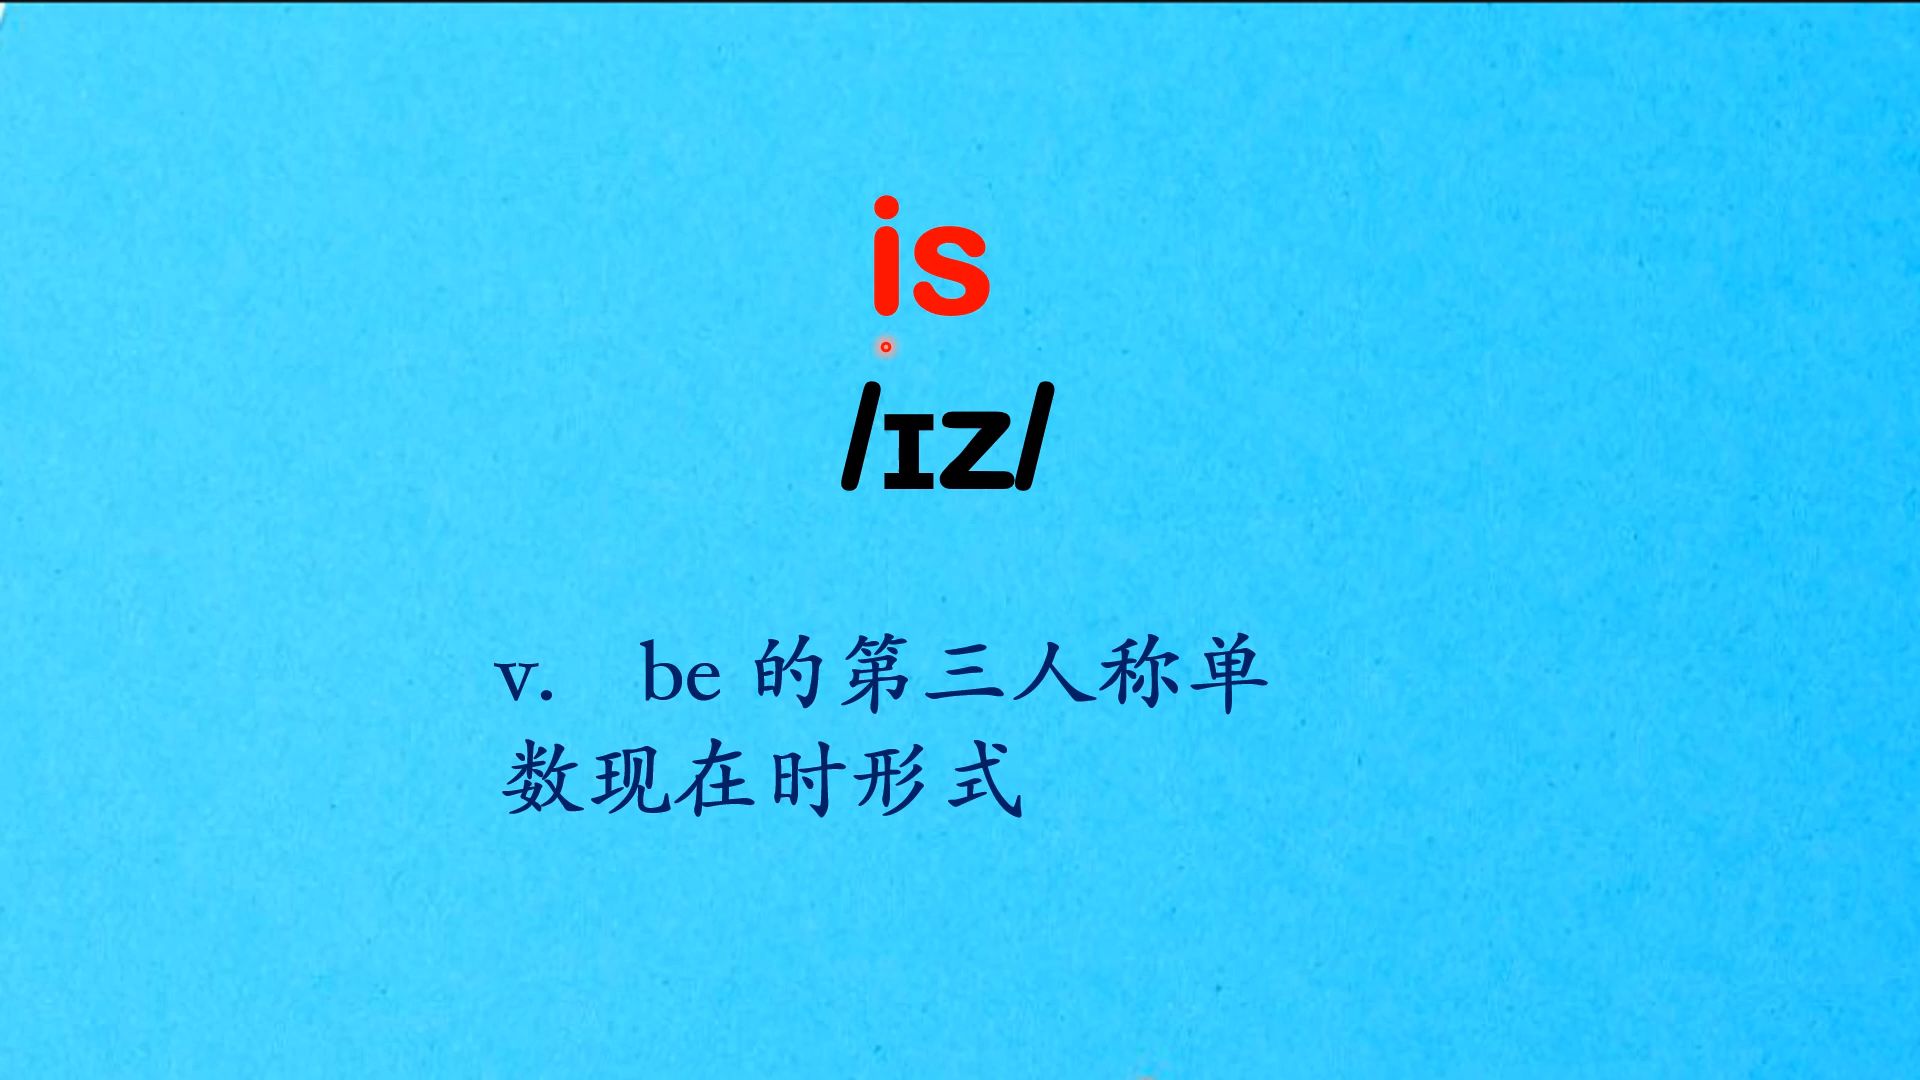 is
/ɪz/
v. be 的第三人称单
数现在时形式